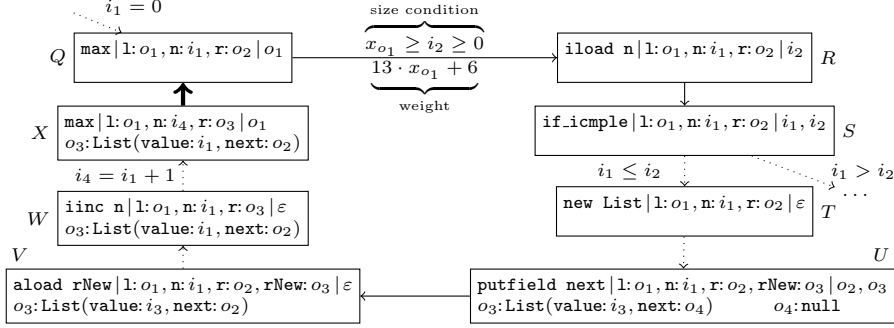 i₁ = 0
size condition
Q
max | l: o₁, n: i₁, r: o₂ | o₁
x_{o₁} ≥ i₂ ≥ 0
13 · x_{o₁} + 6
weight
iload n | l: o₁, n: i₁, r: o₂ | i₂
R
X
max | l: o₁, n: i₄, r: o₃ | o₁
o₃: List(value: i₁, next: o₂)
if_icmple | l: o₁, n: i₁, r: o₂ | i₁, i₂
S
i₄ = i₁ + 1
i₁ ≤ i₂
i₁ > i₂
W
iinc n | l: o₁, n: i₁, r: o₃ | ε
o₃: List(value: i₁, next: o₂)
new List | l: o₁, n: i₁, r: o₂ | ε
T
...
V
aload rNew | l: o₁, n: i₁, r: o₂, rNew: o₃ | ε
o₃: List(value: i₃, next: o₂)
U
putfield next | l: o₁, n: i₁, r: o₂, rNew: o₃ | o₂, o₃
o₃: List(value: i₃, next: o₄) o₄: null